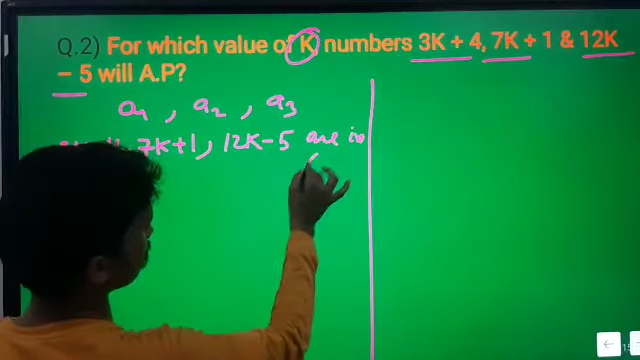 Q.2) For which value of K numbers 3K + 4, 7K + 1 & 12K
– 5 will A.P?
a1 , a2 , a3
7K+1, 12K-5 are in